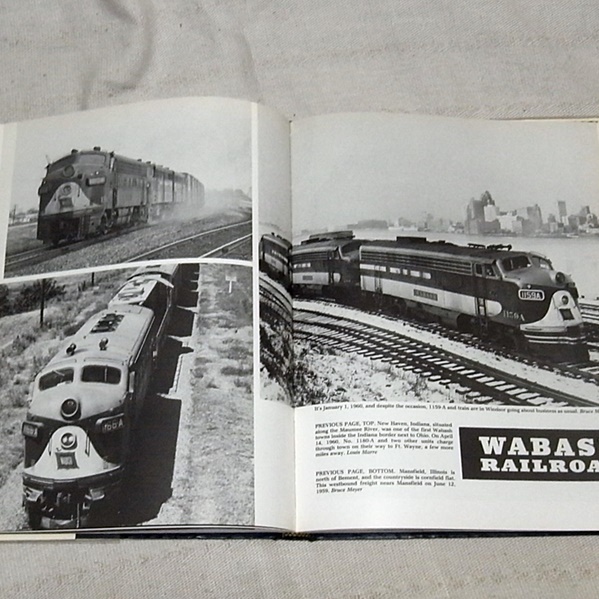 It's January 1, 1960, and despite the occasion, 1159-A and train are in Windsor going about business as usual. Bruce M
PREVIOUS PAGE, TOP. New Haven, Indiana, situated
along the Maumee River, was one of the first Wabash
towns inside the Indiana border next to Ohio. On April
14, 1960, No. 1180-A and two other units charge
through town on their way to Ft. Wayne, a few more
miles away. Louis Marre
PREVIOUS PAGE, BOTTOM. Mansfield, Illinois is
north of Bement, and the countryside is cornfield flat.
This westbound freight nears Mansfield on June 12,
1959. Bruce Meyer
WABAS
RAILROA
1159A